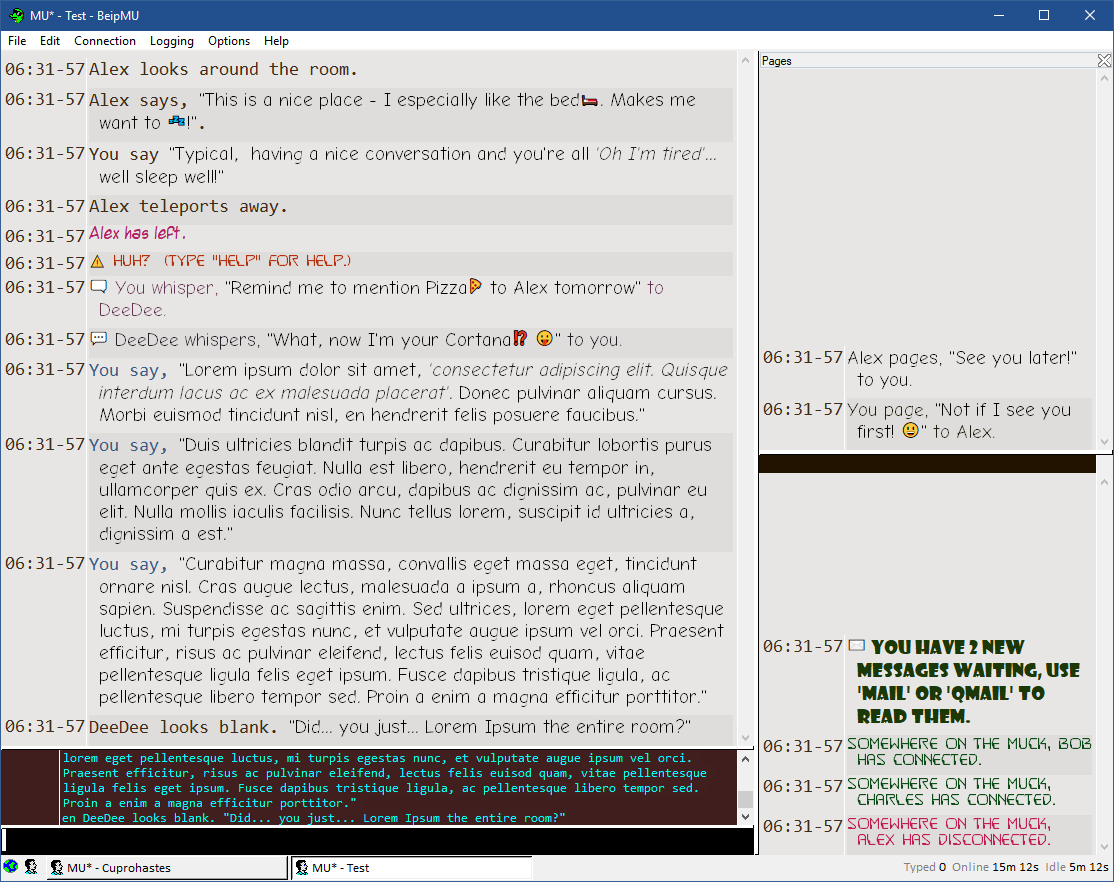 MU* - Test - BeipMU
File Edit Connection Logging Options Help
06:31-57 Alex looks around the room.
06:31-57 Alex says, "This is a nice place - I especially like the bed🛏. Makes me
want to 💤!".
06:31-57 You say "Typical, having a nice conversation and you're all 'Oh I'm tired'...
well sleep well!"
06:31-57 Alex teleports away.
06:31-57 Alex has left.
06:31-57 ⚠ HUH? (TYPE "HELP" FOR HELP.)
06:31-57 🗨 You whisper, "Remind me to mention Pizza🍕 to Alex tomorrow" to
DeeDee.
06:31-57 💬 DeeDee whispers, "What, now I'm your Cortana⁉ 😛" to you.
06:31-57 You say, "Lorem ipsum dolor sit amet, 'consectetur adipiscing elit. Quisque
interdum lacus ac ex malesuada placerat'. Donec pulvinar aliquam cursus.
Morbi euismod tincidunt nisl, en hendrerit felis posuere faucibus."
06:31-57 You say, "Duis ultricies blandit turpis ac dapibus. Curabitur lobortis purus
eget ante egestas feugiat. Nulla est libero, hendrerit eu tempor in,
ullamcorper quis ex. Cras odio arcu, dapibus ac dignissim ac, pulvinar eu
elit. Nulla mollis iaculis facilisis. Nunc tellus lorem, suscipit id ultricies a,
dignissim a est."
06:31-57 You say, "Curabitur magna massa, convallis eget massa eget, tincidunt
ornare nisl. Cras augue lectus, malesuada a ipsum a, rhoncus aliquam
sapien. Suspendisse ac sagittis enim. Sed ultrices, lorem eget pellentesque
luctus, mi turpis egestas nunc, et vulputate augue ipsum vel orci. Praesent
efficitur, risus ac pulvinar eleifend, lectus felis euisod quam, vitae
pellentesque ligula felis eget ipsum. Fusce dapibus tristique ligula, ac
pellentesque libero tempor sed. Proin a enim a magna efficitur porttitor."
06:31-57 DeeDee looks blank. "Did... you just... Lorem Ipsum the entire room?"
lorem eget pellentesque luctus, mi turpis egestas nunc, et vulputate augue ipsum vel orci.
Praesent efficitur, risus ac pulvinar eleifend, lectus felis euisod quam, vitae pellentesque
ligula felis eget ipsum. Fusce dapibus tristique ligula, ac pellentesque libero tempor sed.
Proin a enim a magna efficitur porttitor."
en DeeDee looks blank. "Did... you just... Lorem Ipsum the entire room?"
Pages
06:31-57 Alex pages, "See you later!"
to you.
06:31-57 You page, "Not if I see you
first! 😃" to Alex.
06:31-57 ✉ YOU HAVE 2 NEW
MESSAGES WAITING, USE
'MAIL' OR 'QMAIL' TO
READ THEM.
06:31-57 SOMEWHERE ON THE MUCK, BOB
HAS CONNECTED.
06:31-57 SOMEWHERE ON THE MUCK,
CHARLES HAS CONNECTED.
06:31-57 SOMEWHERE ON THE MUCK,
ALEX HAS DISCONNECTED.
MU* - Cuprohastes
MU* - Test
Typed 0 Online 15m 12s Idle 5m 12s